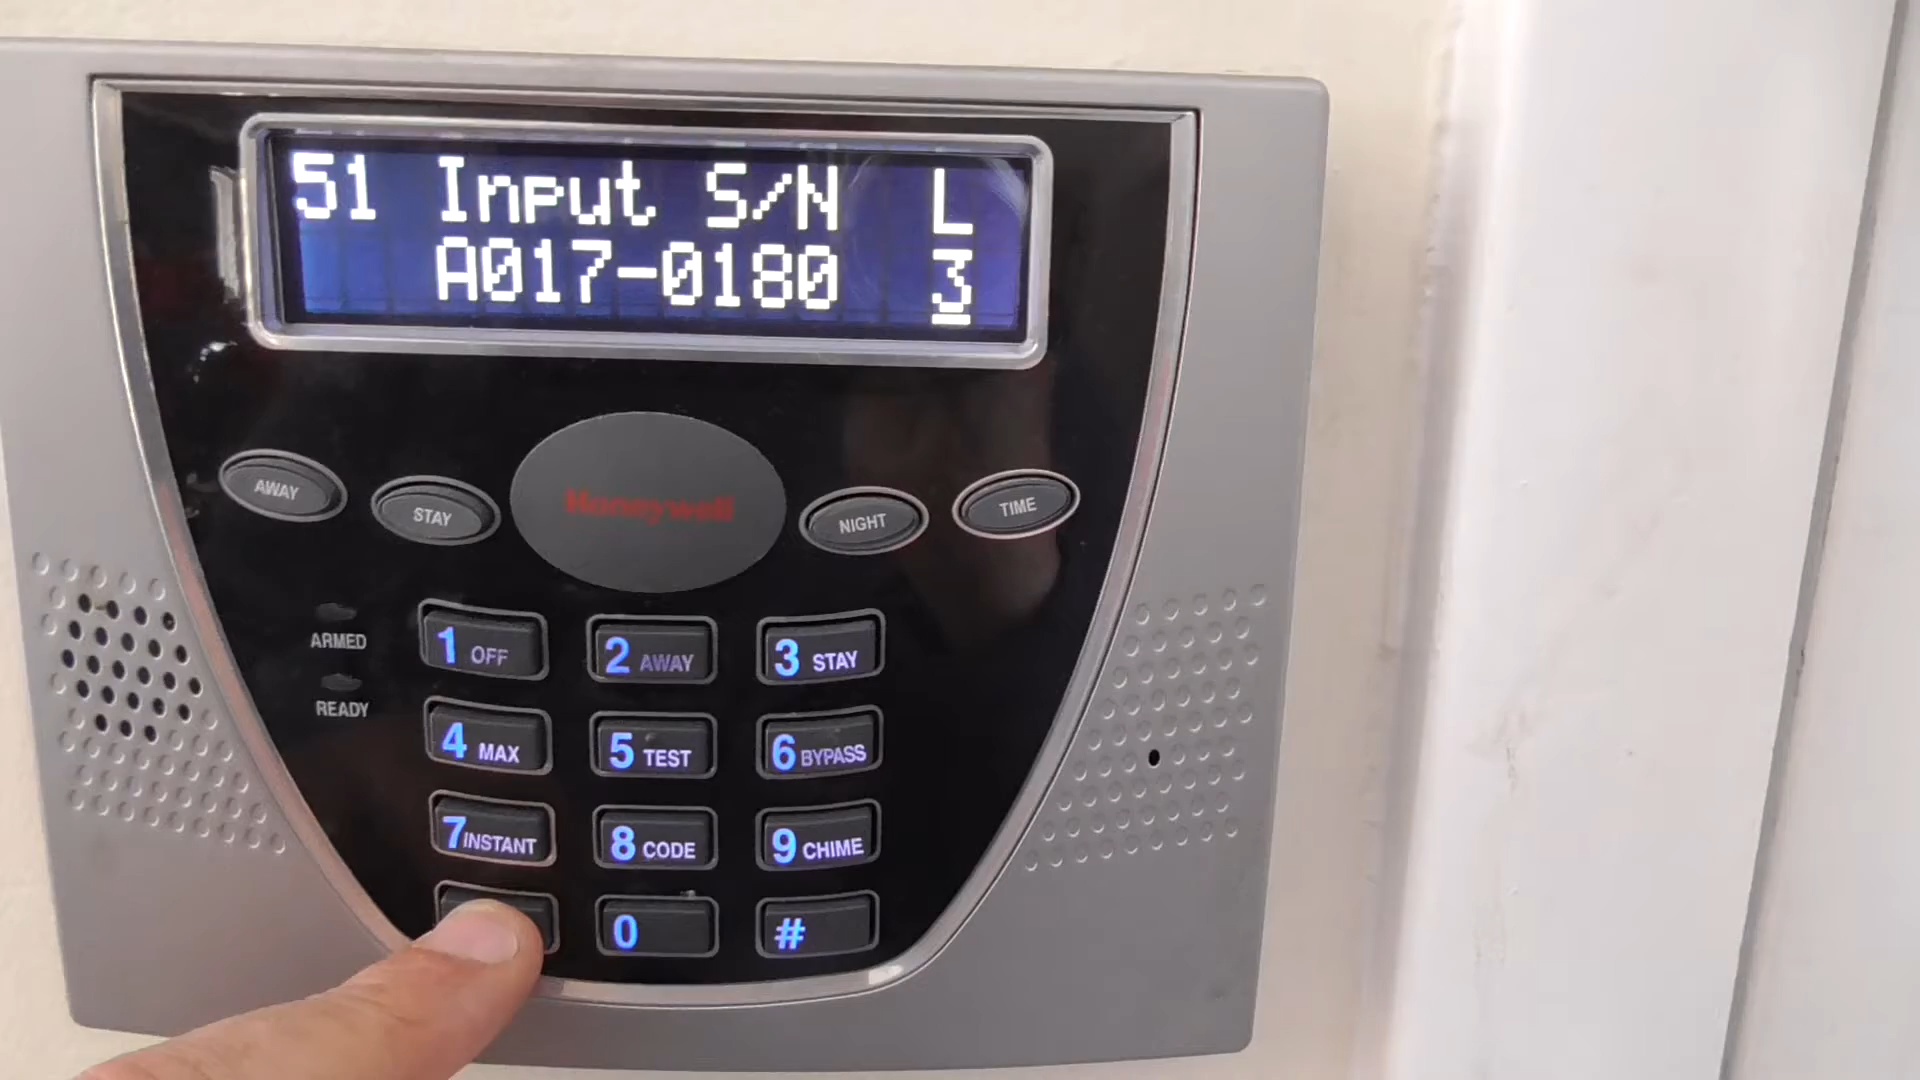 51 Input S/N L
A017-0180 3
AWAY
STAY
Honeywell
NIGHT
TIME
ARMED
READY
1 OFF
2 AWAY
3 STAY
4 MAX
5 TEST
6 BYPASS
7 INSTANT
8 CODE
9 CHIME
0
#